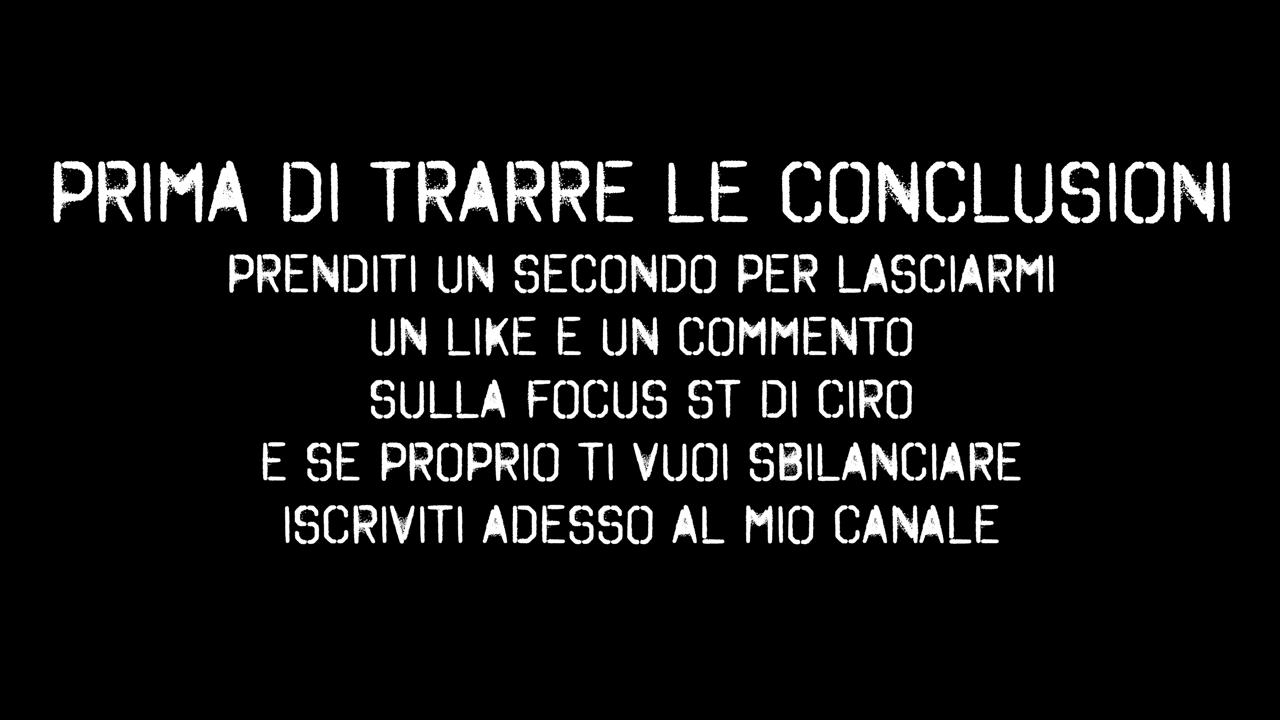 PRIMA DI TRARRE LE CONCLUSIONI
PRENDITI UN SECONDO PER LASCIARMI
UN LIKE E UN COMMENTO
SULLA FOCUS ST DI CIRO
E SE PROPRIO TI VUOI SBILANCIARE
ISCRIVITI ADESSO AL MIO CANALE